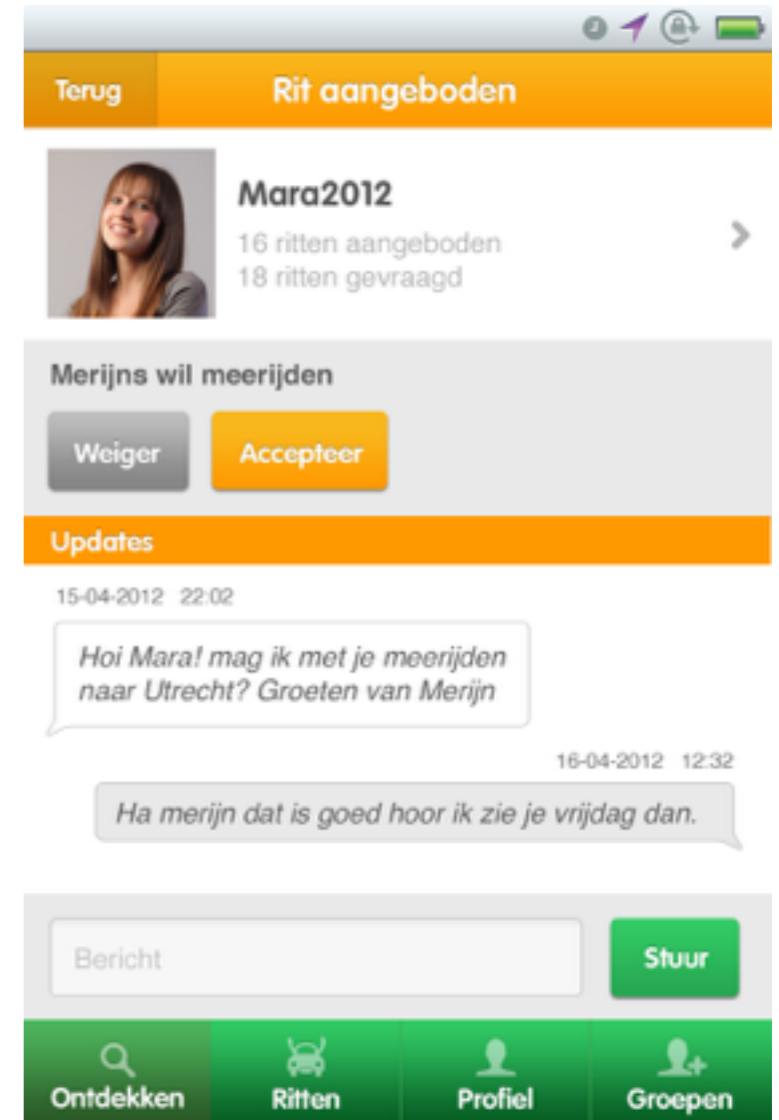 Terug
Rit aangeboden
Mara2012
16 ritten aangeboden
18 ritten gevraagd
Merijns wil meerijden
Weiger
Accepteer
Updates
15-04-2012 22:02
Hoi Mara! mag ik met je meerijden
naar Utrecht? Groeten van Merijn
16-04-2012 12:32
Ha merijn dat is goed hoor ik zie je vrijdag dan.
Bericht
Stuur
Ontdekken
Ritten
Profiel
Groepen